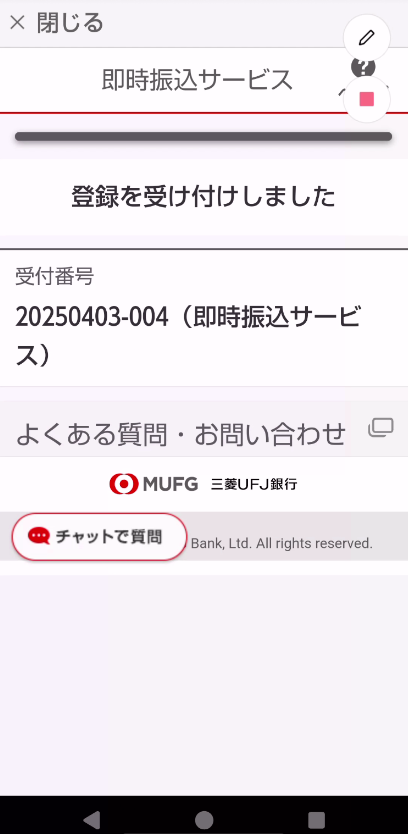 × 閉じる
即時振込サービス
?
登録を受け付けしました
受付番号
20250403-004（即時振込サービ
ス）
よくある質問・お問い合わせ
MUFG 三菱UFJ銀行
チャットで質問
Bank, Ltd. All rights reserved.